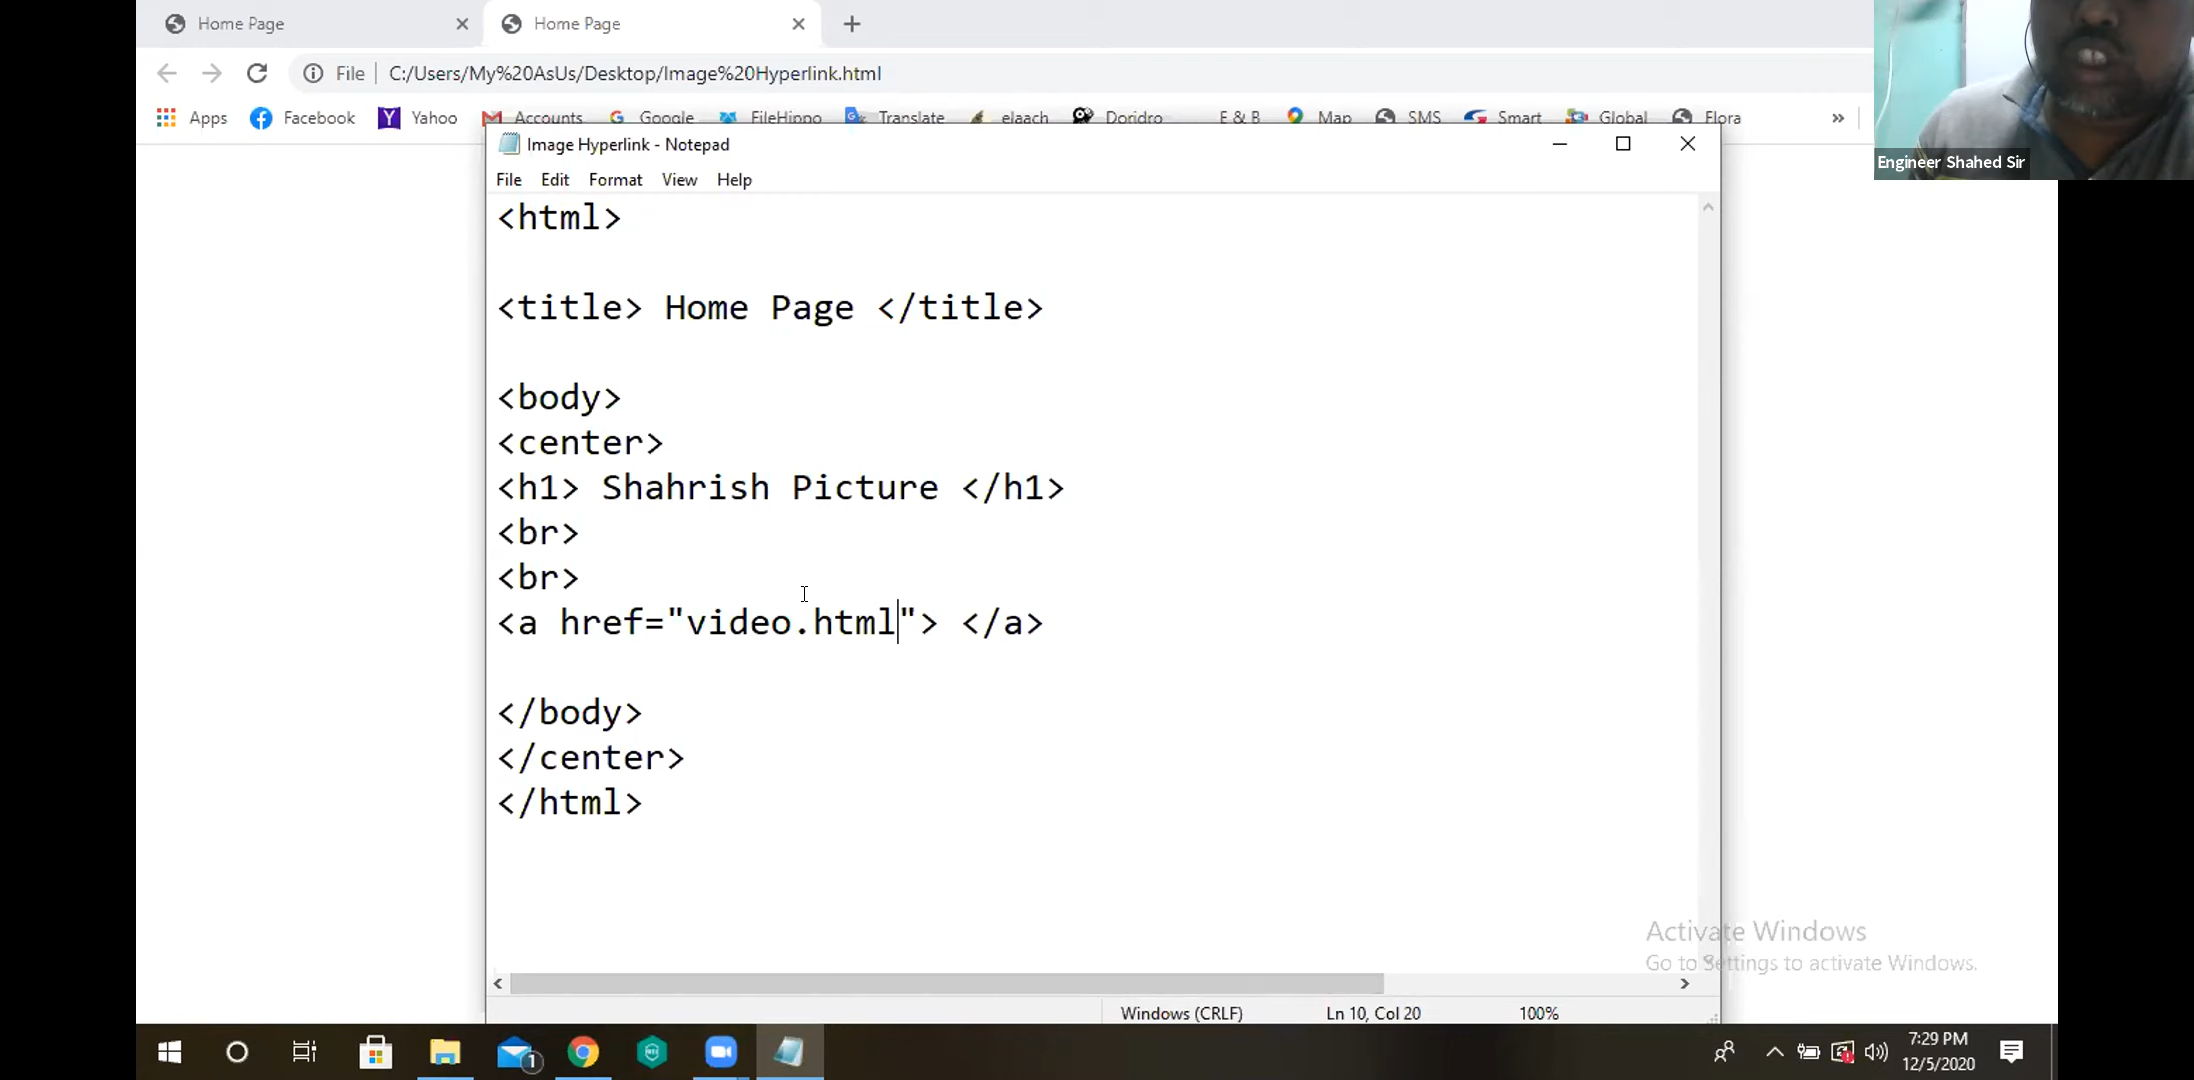 Home Page
Home Page
File
C:/Users/My%20AsUs/Desktop/Image%20Hyperlink.html
Apps Facebook Yahoo Accounts Google FileHippo Translate elaach Doridro E & B Map SMS Smart Global Flora »
Engineer Shahed Sir
Image Hyperlink - Notepad
File Edit Format View Help
<html>
<title> Home Page </title>
<body>
<center>
<h1> Shahrish Picture </h1>
<br>
<br>
<a href="video.html"> </a>
</body>
</center>
</html>
Activate Windows
Go to Settings to activate Windows.
Windows (CRLF) Ln 10, Col 20 100%
1
7:29 PM
12/5/2020